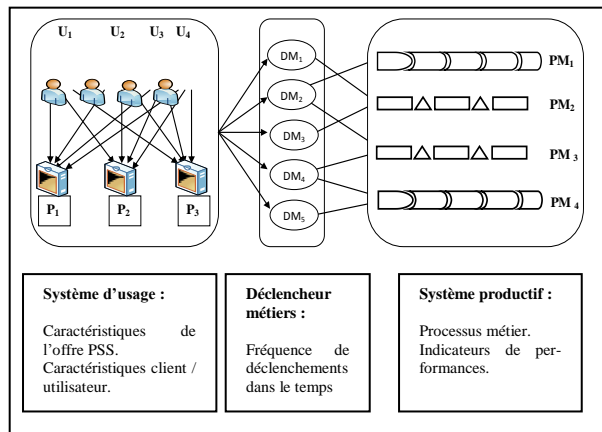 U1 U2 U3 U4
DM1
DM2
DM3
DM4
DM5
PM1
PM2
PM 3
PM 4
P1 P2 P3
Système d'usage :
Caractéristiques de
l'offre PSS.
Caractéristiques client /
utilisateur.
Déclencheur
métiers :
Fréquence de
déclenchements
dans le temps
Système productif :
Processus métier.
Indicateurs de per-
formances.